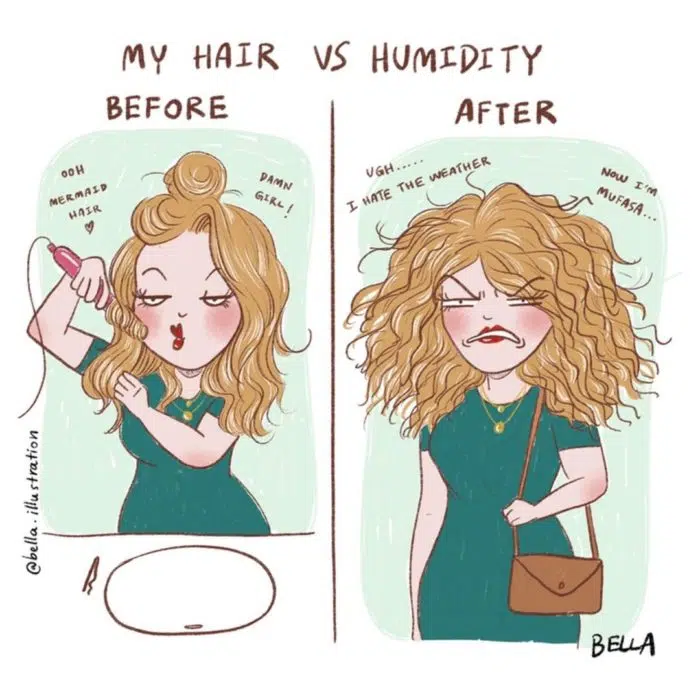 MY HAIR VS HUMIDITY
BEFORE
OOH
MERMAID
HAIR
DAMN
GIRL!
@bella.illustration
AFTER
UGH.....
I HATE THE WEATHER
NOW I'M
MUFASA...
BELLA